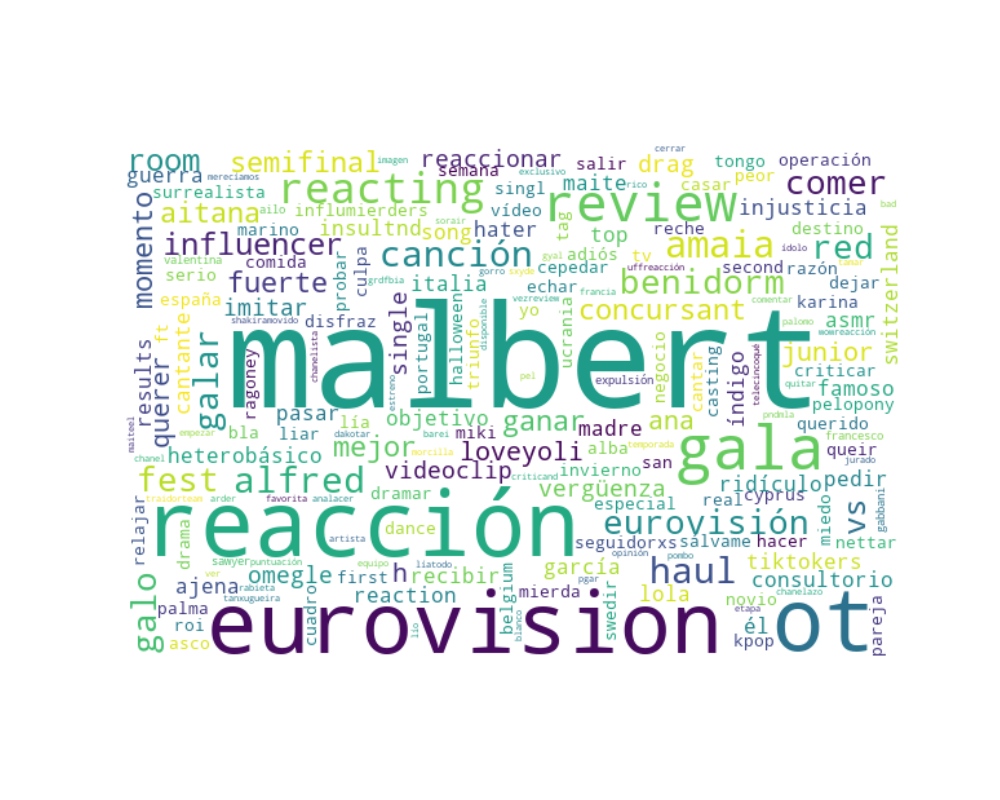 cerrar
room
semifinal
imagen
reaccionar
semana
exclusivo
salir
drag
tongo
operación
guerra
merecíamos
surrealista
reacting
singl
maite
rico
casar
peor
comer
momento
aitana
ailo
influmierders
vídeo
review
injusticia
bad
marino
insultnd
song
sorair
hater
tag
top
reche
destino
influencer
canción
gyal
adiós
amaia
ídolo
red
valentina
comida
culpa
cepedar
tv
second
razón
tanar
switzerland
serio
fuerte
probar
grdfbia
italia
gorro
sxyde
uffreacción
benidorm
dejar
echar
francia
españa
imitar
single
portugal
halloween
vezreview
disponible
yo
ucrania
concursant
karina
comentar
ft
shakiramovido
disfraz
asmr
palomo
wowreacción
results
cantante
galar
malbert
triunfo
negocio
cantar
casting
índigo
junior
querer
ragoney
chanelista
estreno
pel
expulsión
telecincoqué
criticar
quitar
famoso
pelopony
pasar
lía
objetivo
ganar
madre
ana
pndmla
querido
maiteel
empezar
bla
liar
dakotar
barei
miki
alba
temporada
francesco
heterobásico
mejor
morcilla
loveyoli
san
gala
queir
jurado
chanel
videoclip
criticand
invierno
fest
alfred
dramar
vergüenza
ridículo
pedir
traidorteam
arder
favorita
analacer
especial
real
cyprus
gabbani
relajar
reacción
dance
eurovisión
miedo
vs
drama
artista
seguidorxs
sálvame
hacer
nettar
sawyer
puntuación
equipo
liatodo
opinión
pombo
tiktokers
galo
ver
omegle
first
h
recibir
garcía
haul
consultorio
ajena
rabieta
reaction
belgium
mierda
pgar
lola
novio
chanelazo
tanxugueira
cuadro
swedir
palma
eurovision
etapa
ot
pareja
roi
lío
blanco
él
asco
kpop